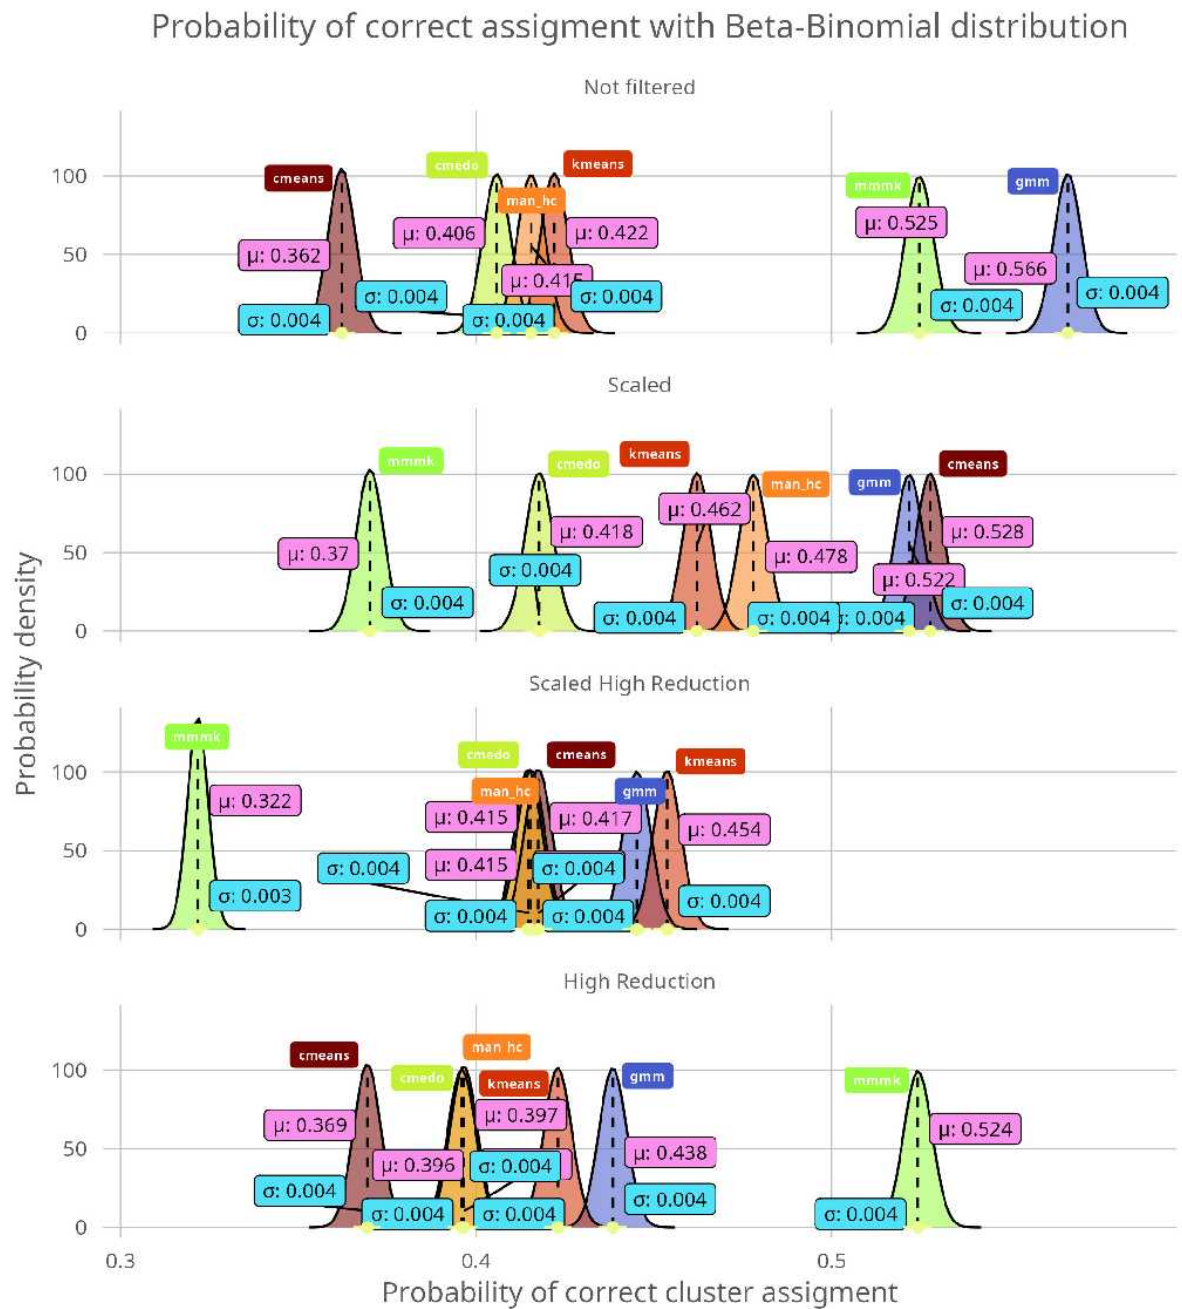 Probability of correct assigment with Beta-Binomial distribution
Not filtered
100
50
0
cmeans
cmedo
man_hc
kmeans
mmmk
gmm
μ: 0.362
μ: 0.406
μ: 0.415
μ: 0.422
μ: 0.525
μ: 0.566
σ: 0.004
σ: 0.004
σ: 0.004
σ: 0.004
σ: 0.004
σ: 0.004
Scaled
100
50
0
mmmk
cmedo
kmeans
man_hc
gmm
cmeans
μ: 0.37
μ: 0.418
μ: 0.462
μ: 0.478
μ: 0.522
μ: 0.528
σ: 0.004
σ: 0.004
σ: 0.004
σ: 0.004
σ: 0.004
σ: 0.004
Scaled High Reduction
100
50
0
mmmk
cmedo
man_hc
cmeans
gmm
kmeans
μ: 0.322
μ: 0.415
μ: 0.415
μ: 0.417
μ: 0.454
σ: 0.003
σ: 0.004
σ: 0.004
σ: 0.004
σ: 0.004
σ: 0.004
High Reduction
100
50
0
cmeans
cmedo
man_hc
kmeans
gmm
mmmk
μ: 0.369
μ: 0.396
μ: 0.397
μ: 0.438
μ: 0.524
σ: 0.004
σ: 0.004
σ: 0.004
σ: 0.004
σ: 0.004
σ: 0.004
0.3
0.4
0.5
Probability of correct cluster assigment
Probability density